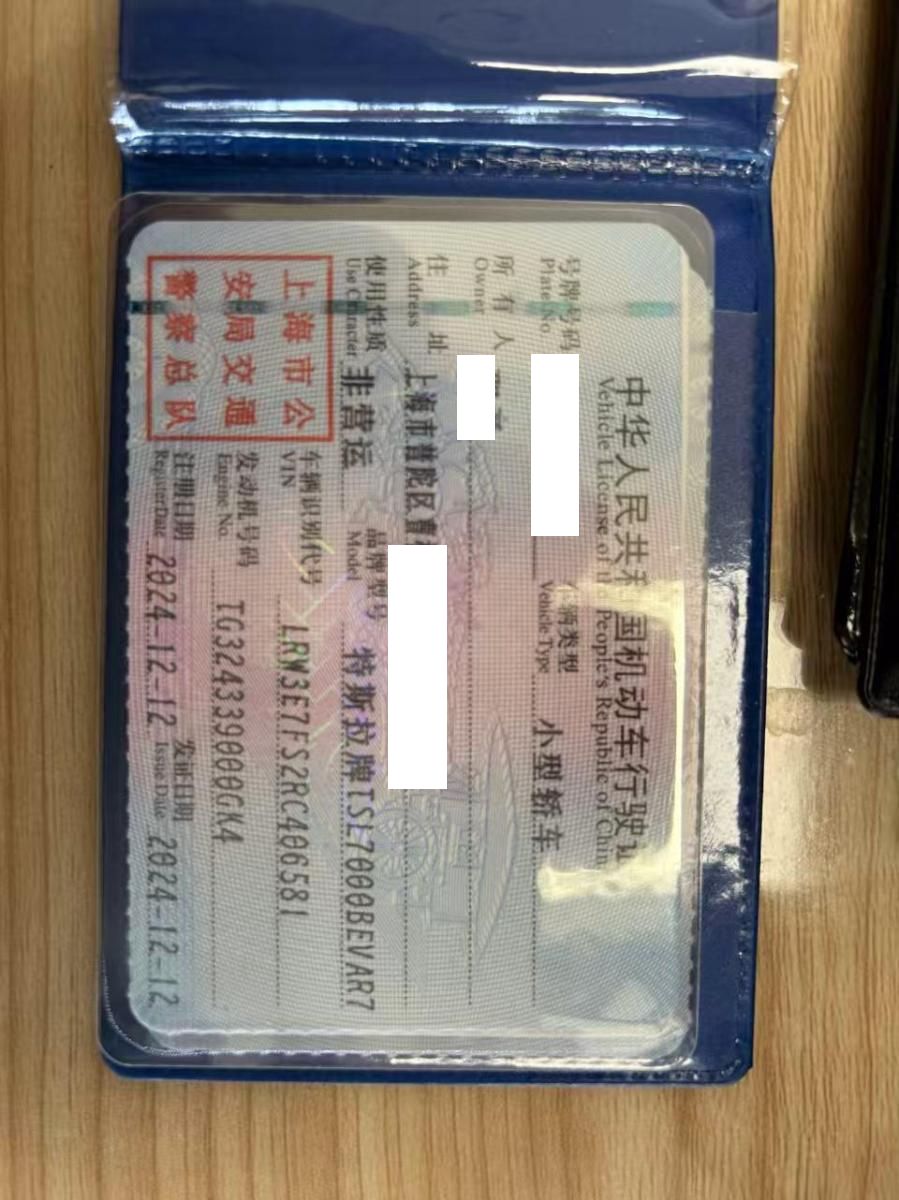 中华人民共和国机动车行驶证
Vehicle License of the People's Republic of China
号牌号码 车辆类型 小型轿车
Plate No. Vehicle Type
所有人
Owner
住址 上海市普陀区曹
Address
使用性质 非营运 品牌型号 特斯拉牌TSL7000BEVAR7
Use Character Model
上海市公
安局交通
警察总队
车辆识别代号 LRW3E7FS2RC406581
VIN
发动机号码 TG324339000GK4
Engine No.
注册日期 2024-12-12 发证日期 2024-12-12
Register Date Issue Date